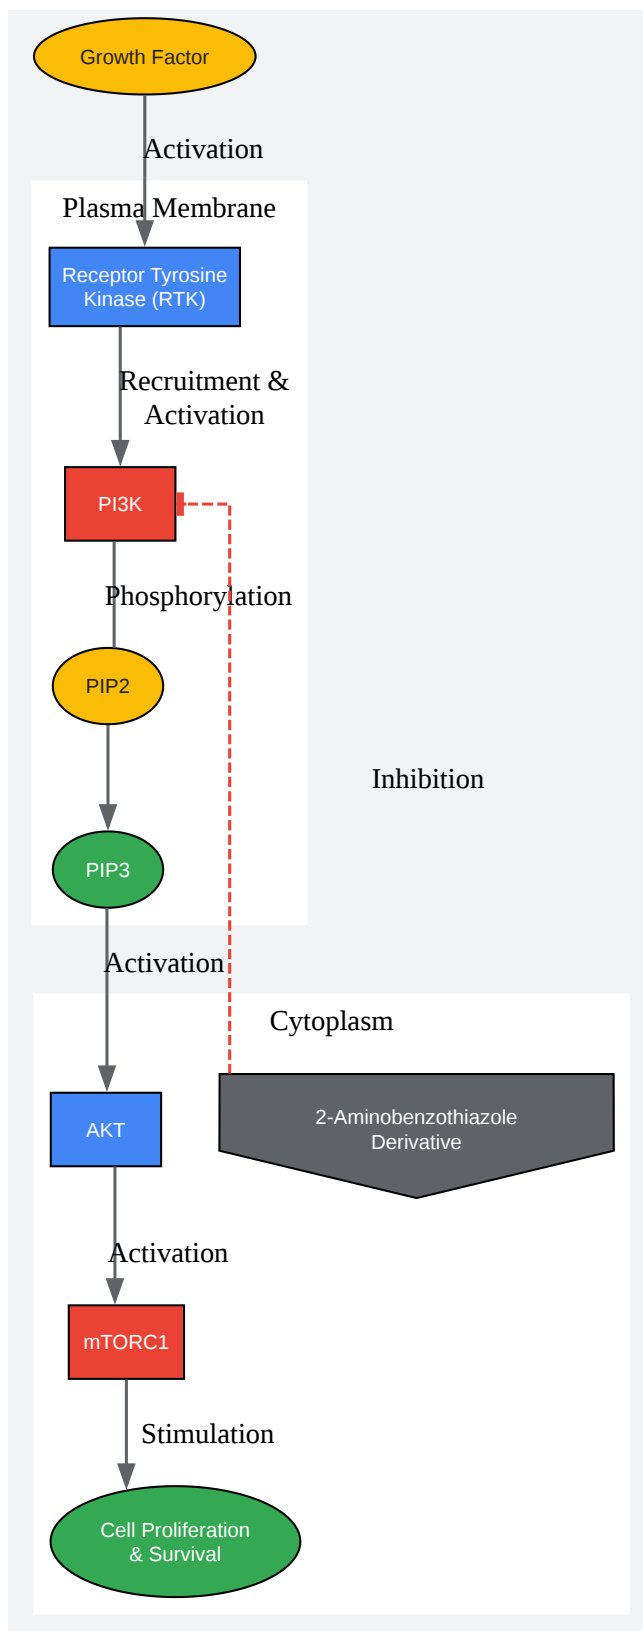 Growth Factor
Activation
Plasma Membrane
Receptor Tyrosine
Kinase (RTK)
Recruitment &
Activation
PI3K
Phosphorylation
PIP2
Inhibition
PIP3
Activation
Cytoplasm
2-Aminobenzothiazole
Derivative
AKT
Activation
mTORC1
Stimulation
Cell Proliferation
& Survival